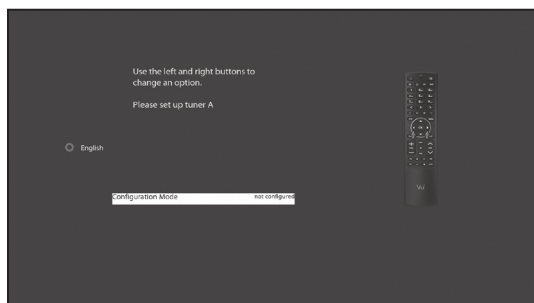 Use the left and right buttons to
change an option.
Please set up tuner A
English
Configuration Mode not configured